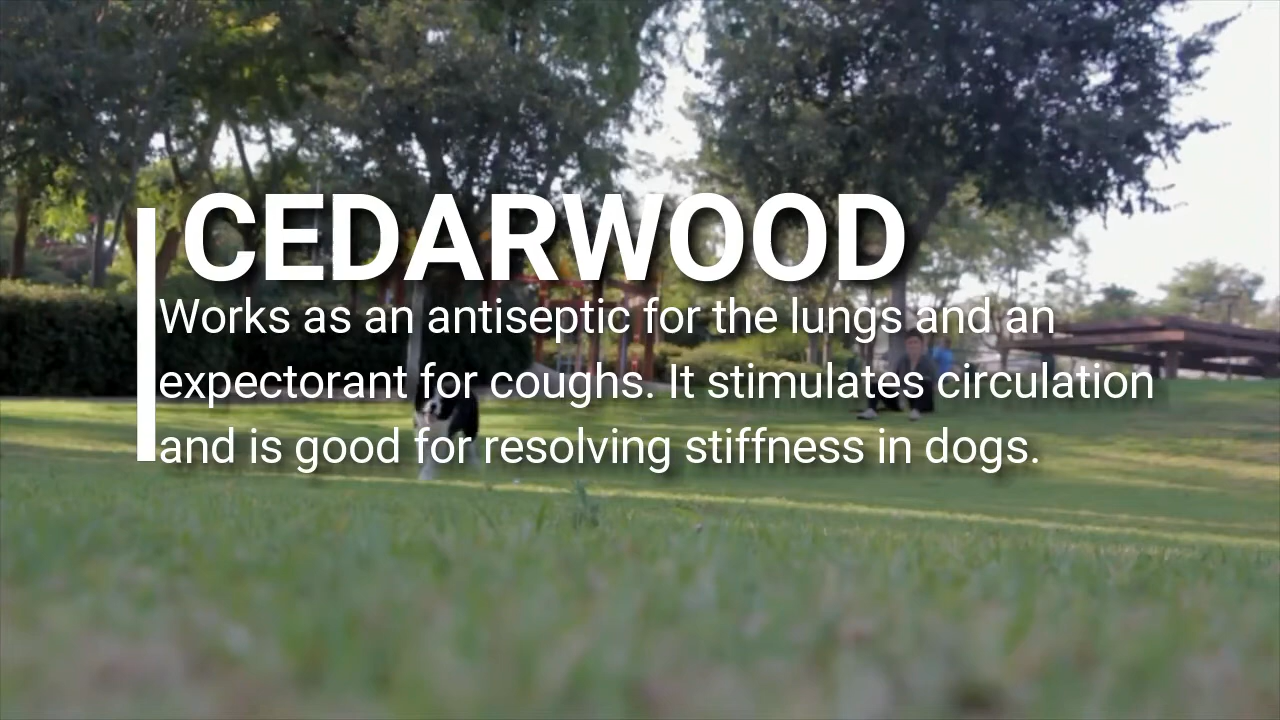 CEDARWOOD
Works as an antiseptic for the lungs and an
expectorant for coughs. It stimulates circulation
and is good for resolving stiffness in dogs.